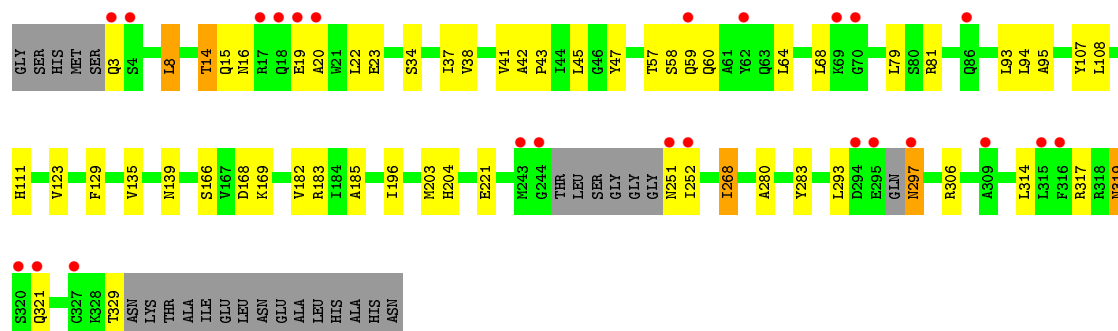 GLY SER HIS MET SER Q3 S4 L8 T14 Q15 N16 R17 Q18 E19 A20 W21 L22 E23 S34 I37 V38 V41 A42 P43 I44 L45 G46 Y47 T57 S58 Q59 Q60 A61 Y62 Q63 L64 L68 K69 G70 L79 S80 R81 Q86 L93 L94 A95 Y107 L108
H111 V123 F129 V135 N139 S166 V167 D168 K169 V182 R183 I184 A185 I196 M203 H204 E221 M243 G244 THR LEU SER GLY GLY GLY N251 I252 I268 A280 Y283 L293 D294 E295 GLN N297 R306 A309 L314 L315 F316 R317 R318 N319
S320 Q321 C327 K328 T329 ASN LYS THR ALA ILE GLU LEU ASN GLU ALA LEU HIS ALA HIS ASN